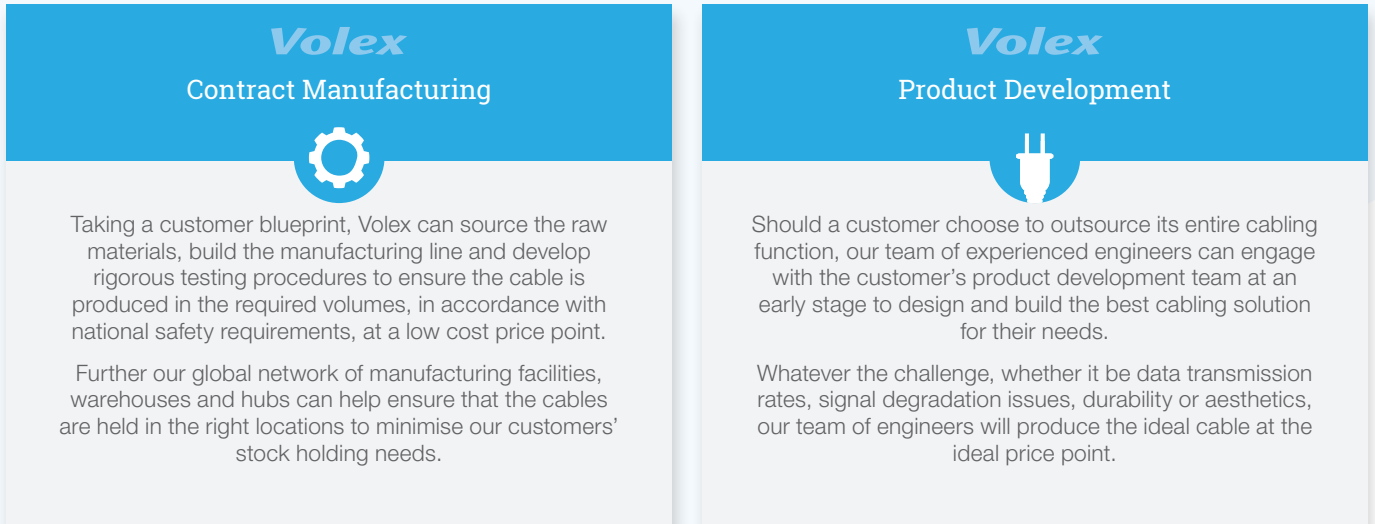 Volex
Contract Manufacturing
Taking a customer blueprint, Volex can source the raw
materials, build the manufacturing line and develop
rigorous testing procedures to ensure the cable is
produced in the required volumes, in accordance with
national safety requirements, at a low cost price point.
Further our global network of manufacturing facilities,
warehouses and hubs can help ensure that the cables
are held in the right locations to minimise our customers’
stock holding needs.
Volex
Product Development
Should a customer choose to outsource its entire cabling
function, our team of experienced engineers can engage
with the customer’s product development team at an
early stage to design and build the best cabling solution
for their needs.
Whatever the challenge, whether it be data transmission
rates, signal degradation issues, durability or aesthetics,
our team of engineers will produce the ideal cable at the
ideal price point.